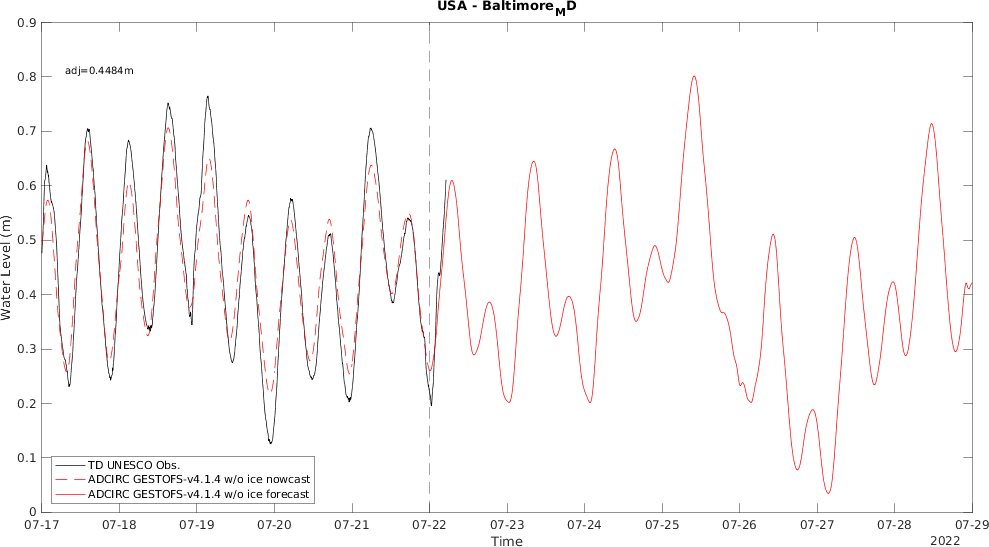 USA - BaltimoreMD
adj=0.4484m
Water Level (m)
0.9
0.8
0.7
0.6
0.5
0.4
0.3
0.2
0.1
0
TD UNESCO Obs.
ADCIRC GESTOFS-v4.1.4 w/o ice nowcast
ADCIRC GESTOFS-v4.1.4 w/o ice forecast
07-17 07-18 07-19 07-20 07-21 07-22 07-23 07-24 07-25 07-26 07-27 07-28 07-29
Time
2022